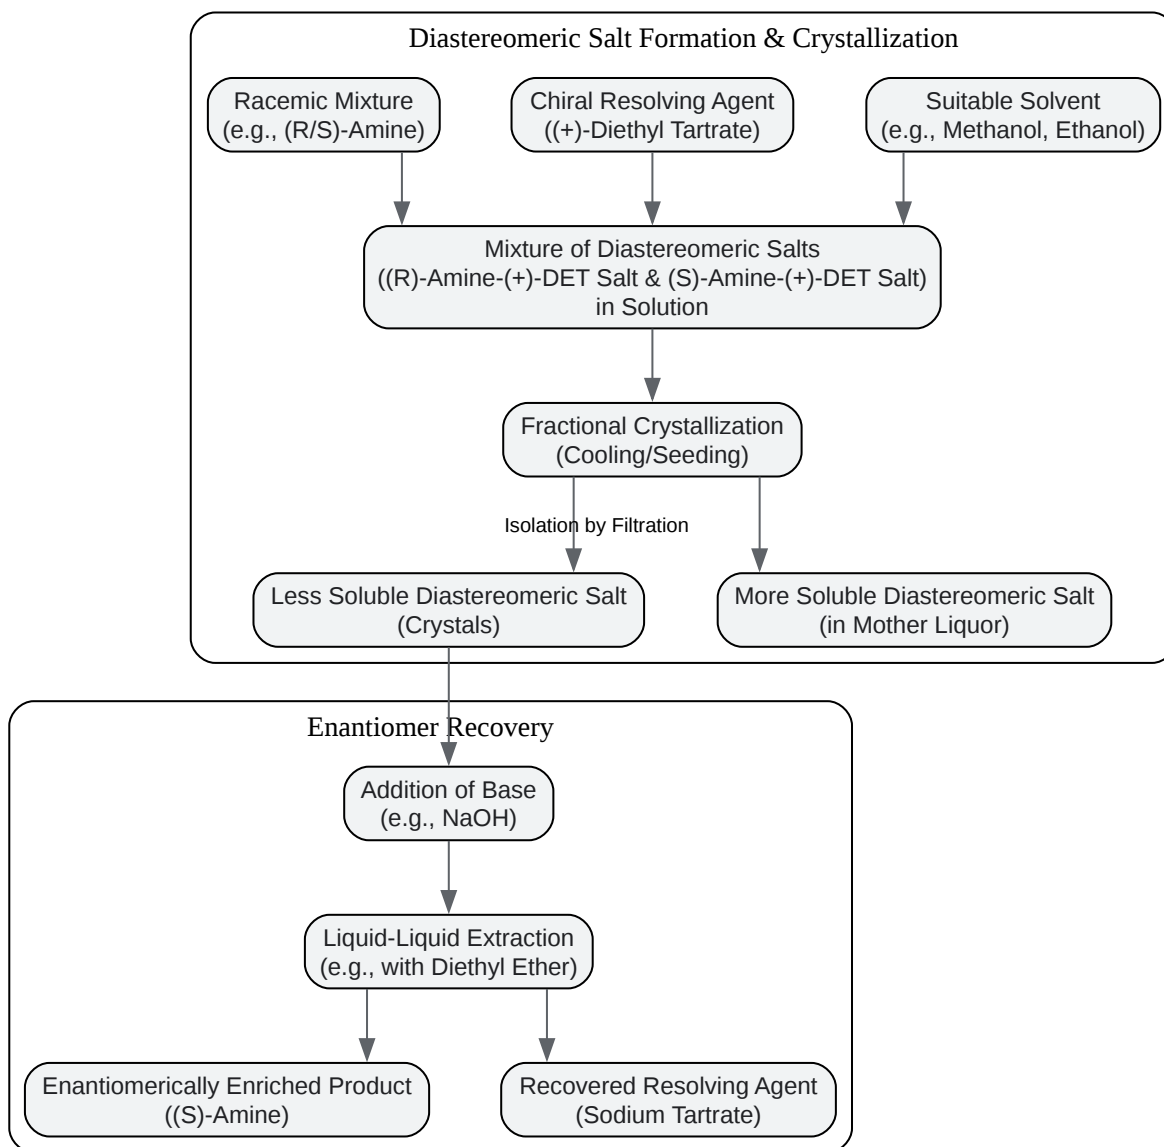 Diastereomeric Salt Formation & Crystallization
Racemic Mixture
(e.g., (R/S)-Amine)
Chiral Resolving Agent
((+)-Diethyl Tartrate)
Suitable Solvent
(e.g., Methanol, Ethanol)
Mixture of Diastereomeric Salts
((R)-Amine-(+)-DET Salt & (S)-Amine-(+)-DET Salt)
in Solution
Fractional Crystallization
(Cooling/Seeding)
Isolation by Filtration
Less Soluble Diastereomeric Salt
(Crystals)
More Soluble Diastereomeric Salt
(in Mother Liquor)
Enantiomer Recovery
Addition of Base
(e.g., NaOH)
Liquid-Liquid Extraction
(e.g., with Diethyl Ether)
Enantiomerically Enriched Product
((S)-Amine)
Recovered Resolving Agent
(Sodium Tartrate)